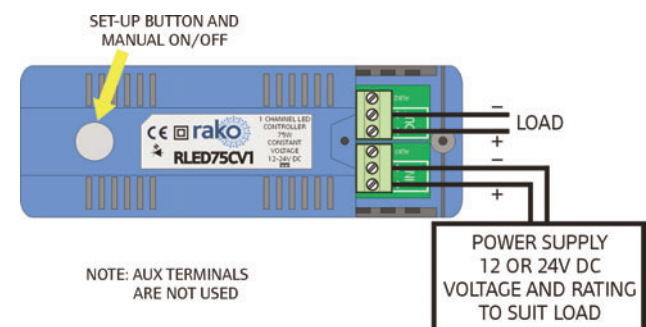 SET-UP BUTTON AND
MANUAL ON/OFF
CE rako
RLED75CV1
1 CHANNEL LED
CONTROLLER
75W
CONSTANT
VOLTAGE
12-24V DC
−
LOAD
+
−
+
POWER SUPPLY
12 OR 24V DC
VOLTAGE AND RATING
TO SUIT LOAD
NOTE: AUX TERMINALS
ARE NOT USED